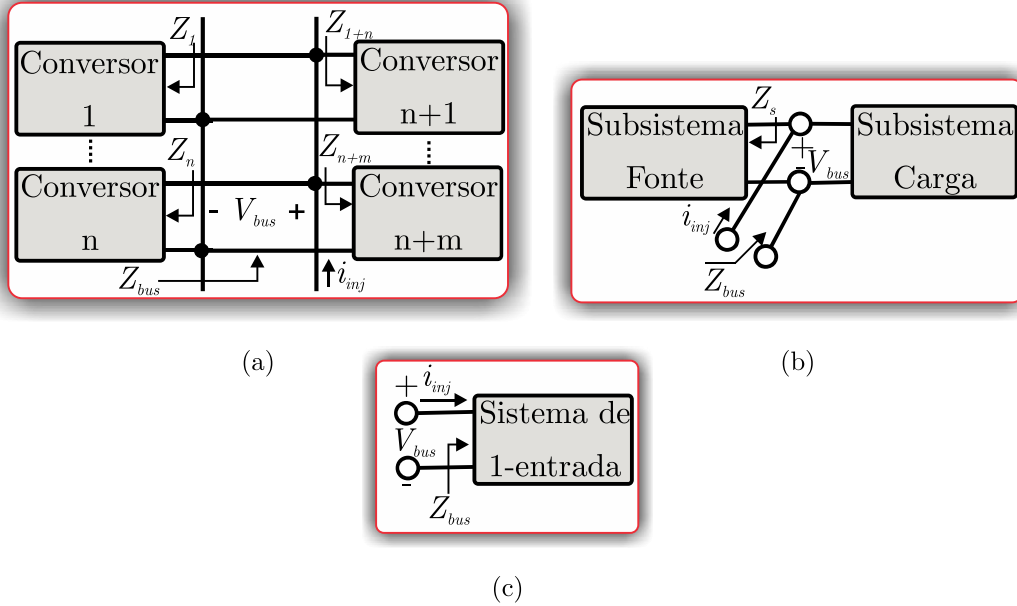 Z1
Z1+n
Conversor
1
Conversor
n+1
Zn
Zn+m
Conversor
n
Conversor
n+m
- Vbus +
Zbus
iinj
(a)
Zs
Subsistema
Fonte
Subsistema
Carga
+
Vbus
-
iinj
Zbus
(b)
+
iinj
Sistema de
1-entrada
Vbus
-
Zbus
(c)